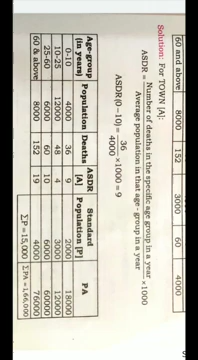 60 and above 8000 152 3000 60 4000
Solution: For TOWN [A]:
ASDR = Number of deaths in the specific age group in a year / Average population in that age - group in a year ×1000
ASDR (0–10) = 36/4000 ×1000 = 9
Age-group (in years) Population Deaths ASDR [A] Standard Population [P] PA
0-10 4000 36 9 2000 18000
10-25 12000 48 4 3000 12000
25-60 6000 60 10 6000 60000
60 & above 8000 152 19 4000 76000
ΣP = 15,000 ΣPA = 1,66,000